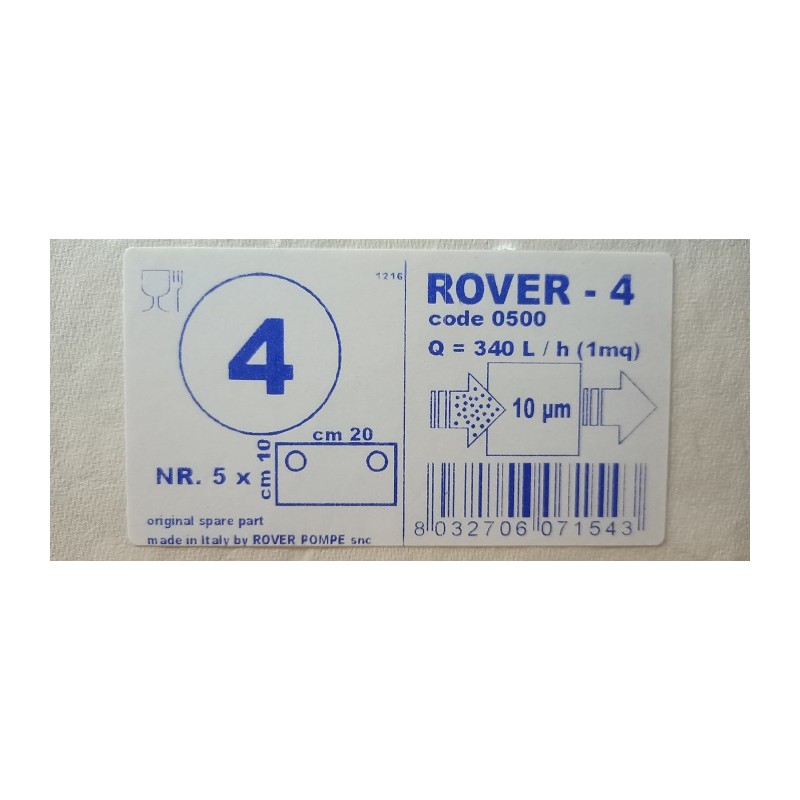 1216
4
cm 20
cm 10
NR. 5 x
original spare part
made in Italy by ROVER POMPE snc
ROVER - 4
code 0500
Q = 340 L / h (1mq)
10 µm
8 032706 071543